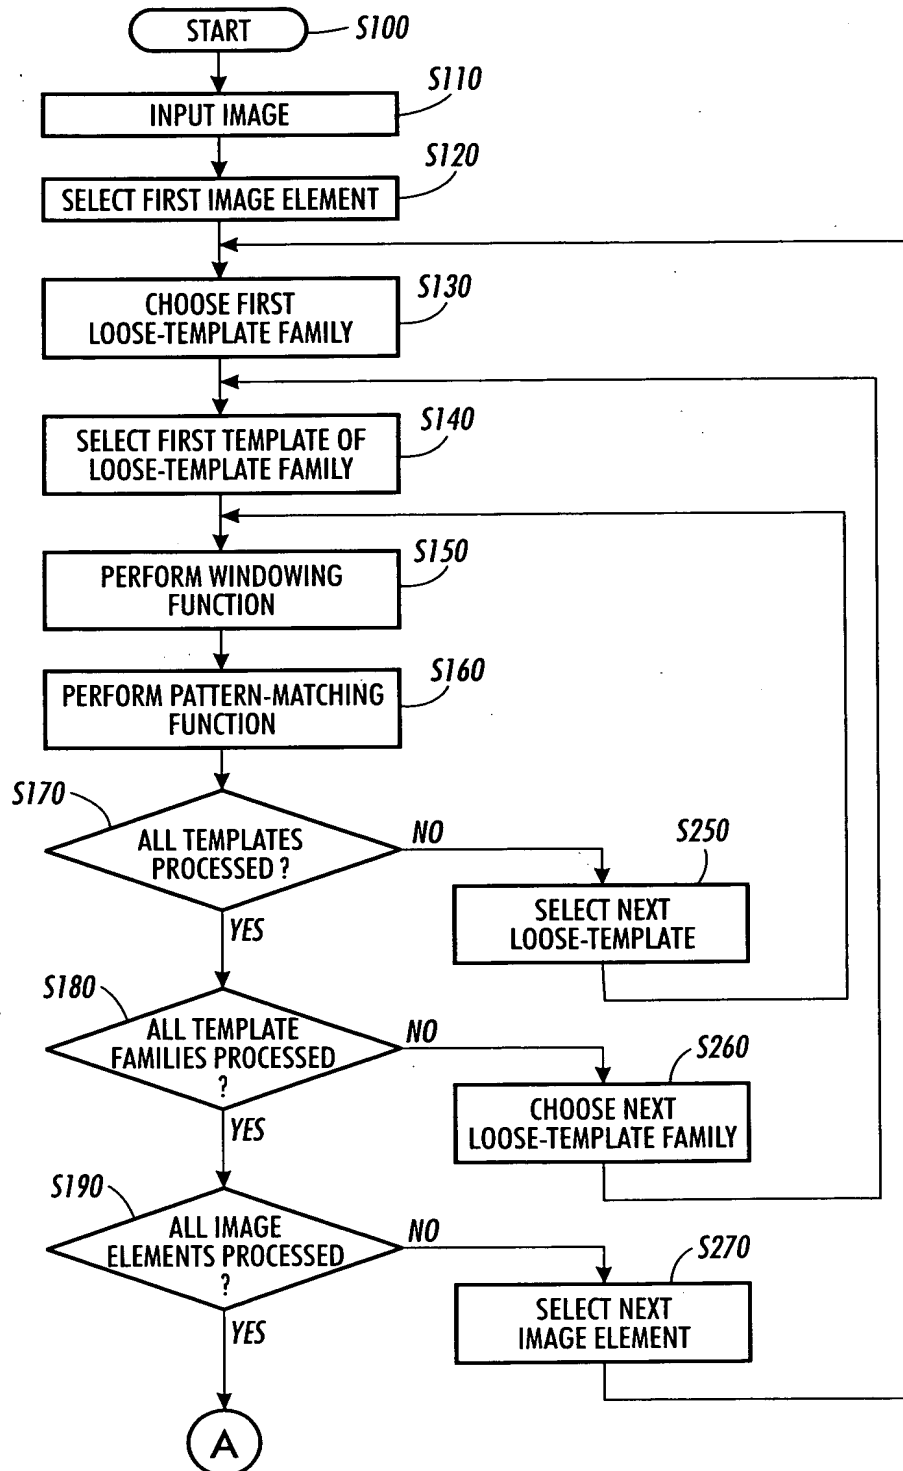 START
S100
S110
INPUT IMAGE
S120
SELECT FIRST IMAGE ELEMENT
S130
CHOOSE FIRST
LOOSE-TEMPLATE FAMILY
S140
SELECT FIRST TEMPLATE OF
LOOSE-TEMPLATE FAMILY
S150
PERFORM WINDOWING
FUNCTION
S160
PERFORM PATTERN-MATCHING
FUNCTION
S170
ALL TEMPLATES
PROCESSED ?
NO
S250
SELECT NEXT
LOOSE-TEMPLATE
YES
S180
ALL TEMPLATE
FAMILIES PROCESSED
?
NO
S260
CHOOSE NEXT
LOOSE-TEMPLATE FAMILY
YES
S190
ALL IMAGE
ELEMENTS PROCESSED
?
NO
S270
SELECT NEXT
IMAGE ELEMENT
YES
A